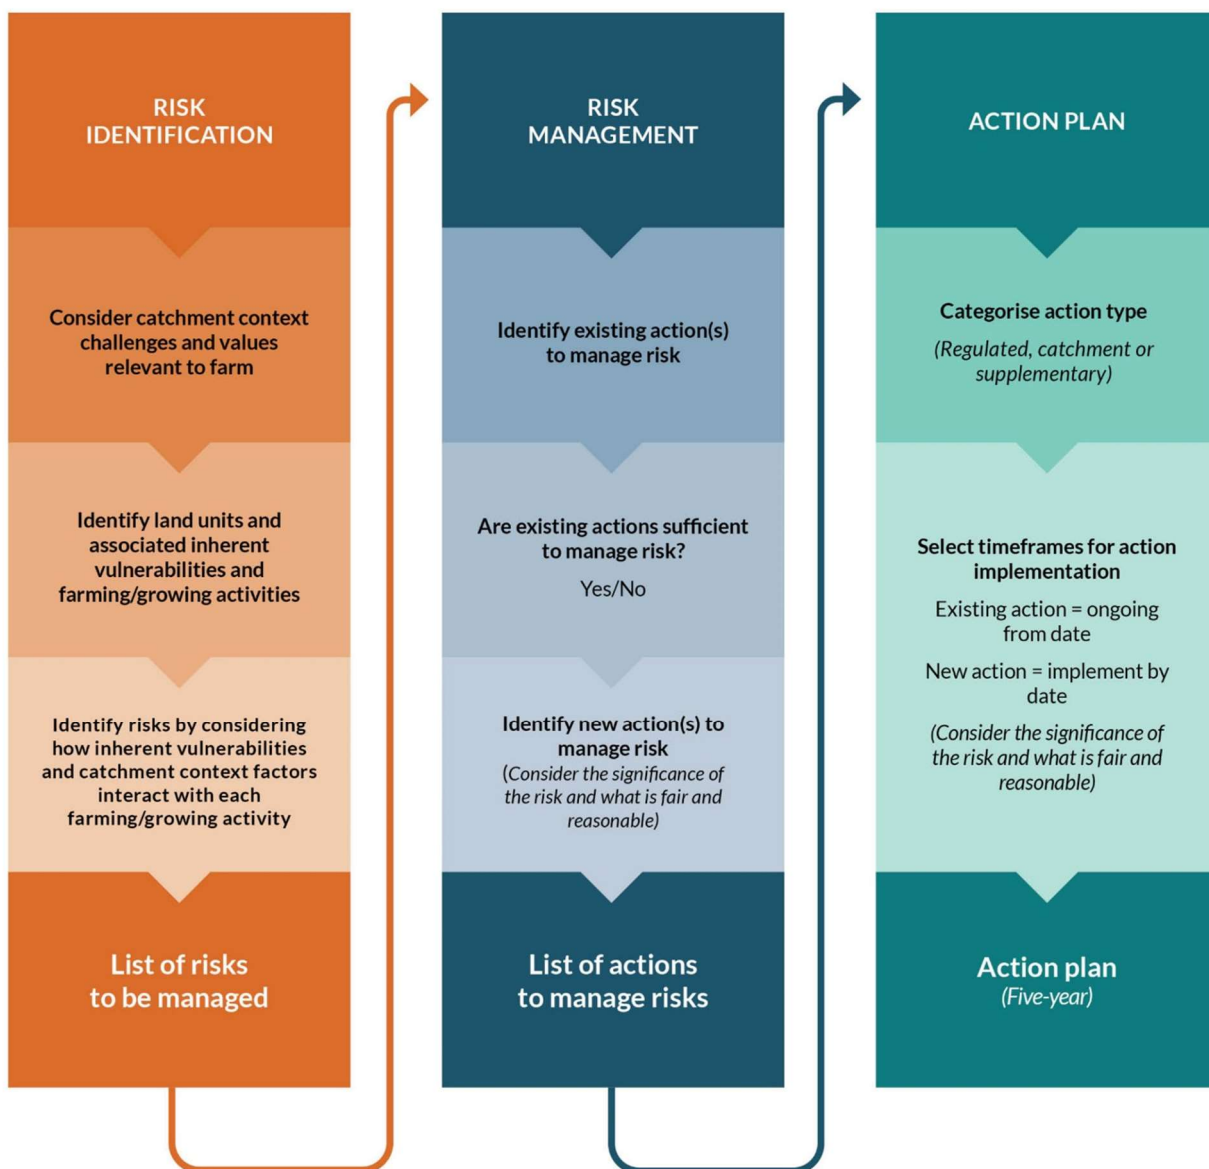 RISK
IDENTIFICATION
Consider catchment context
challenges and values
relevant to farm
Identify land units and
associated inherent
vulnerabilities and
farming/growing activities
Identify risks by considering
how inherent vulnerabilities
and catchment context factors
interact with each
farming/growing activity
List of risks
to be managed
RISK
MANAGEMENT
Identify existing action(s)
to manage risk
Are existing actions sufficient
to manage risk?
Yes/No
Identify new action(s) to
manage risk
(Consider the significance of
the risk and what is fair and
reasonable)
List of actions
to manage risks
ACTION PLAN
Categorise action type
(Regulated, catchment or
supplementary)
Select timeframes for action
implementation
Existing action = ongoing
from date
New action = implement by
date
(Consider the significance of
the risk and what is fair and
reasonable)
Action plan
(Five-year)